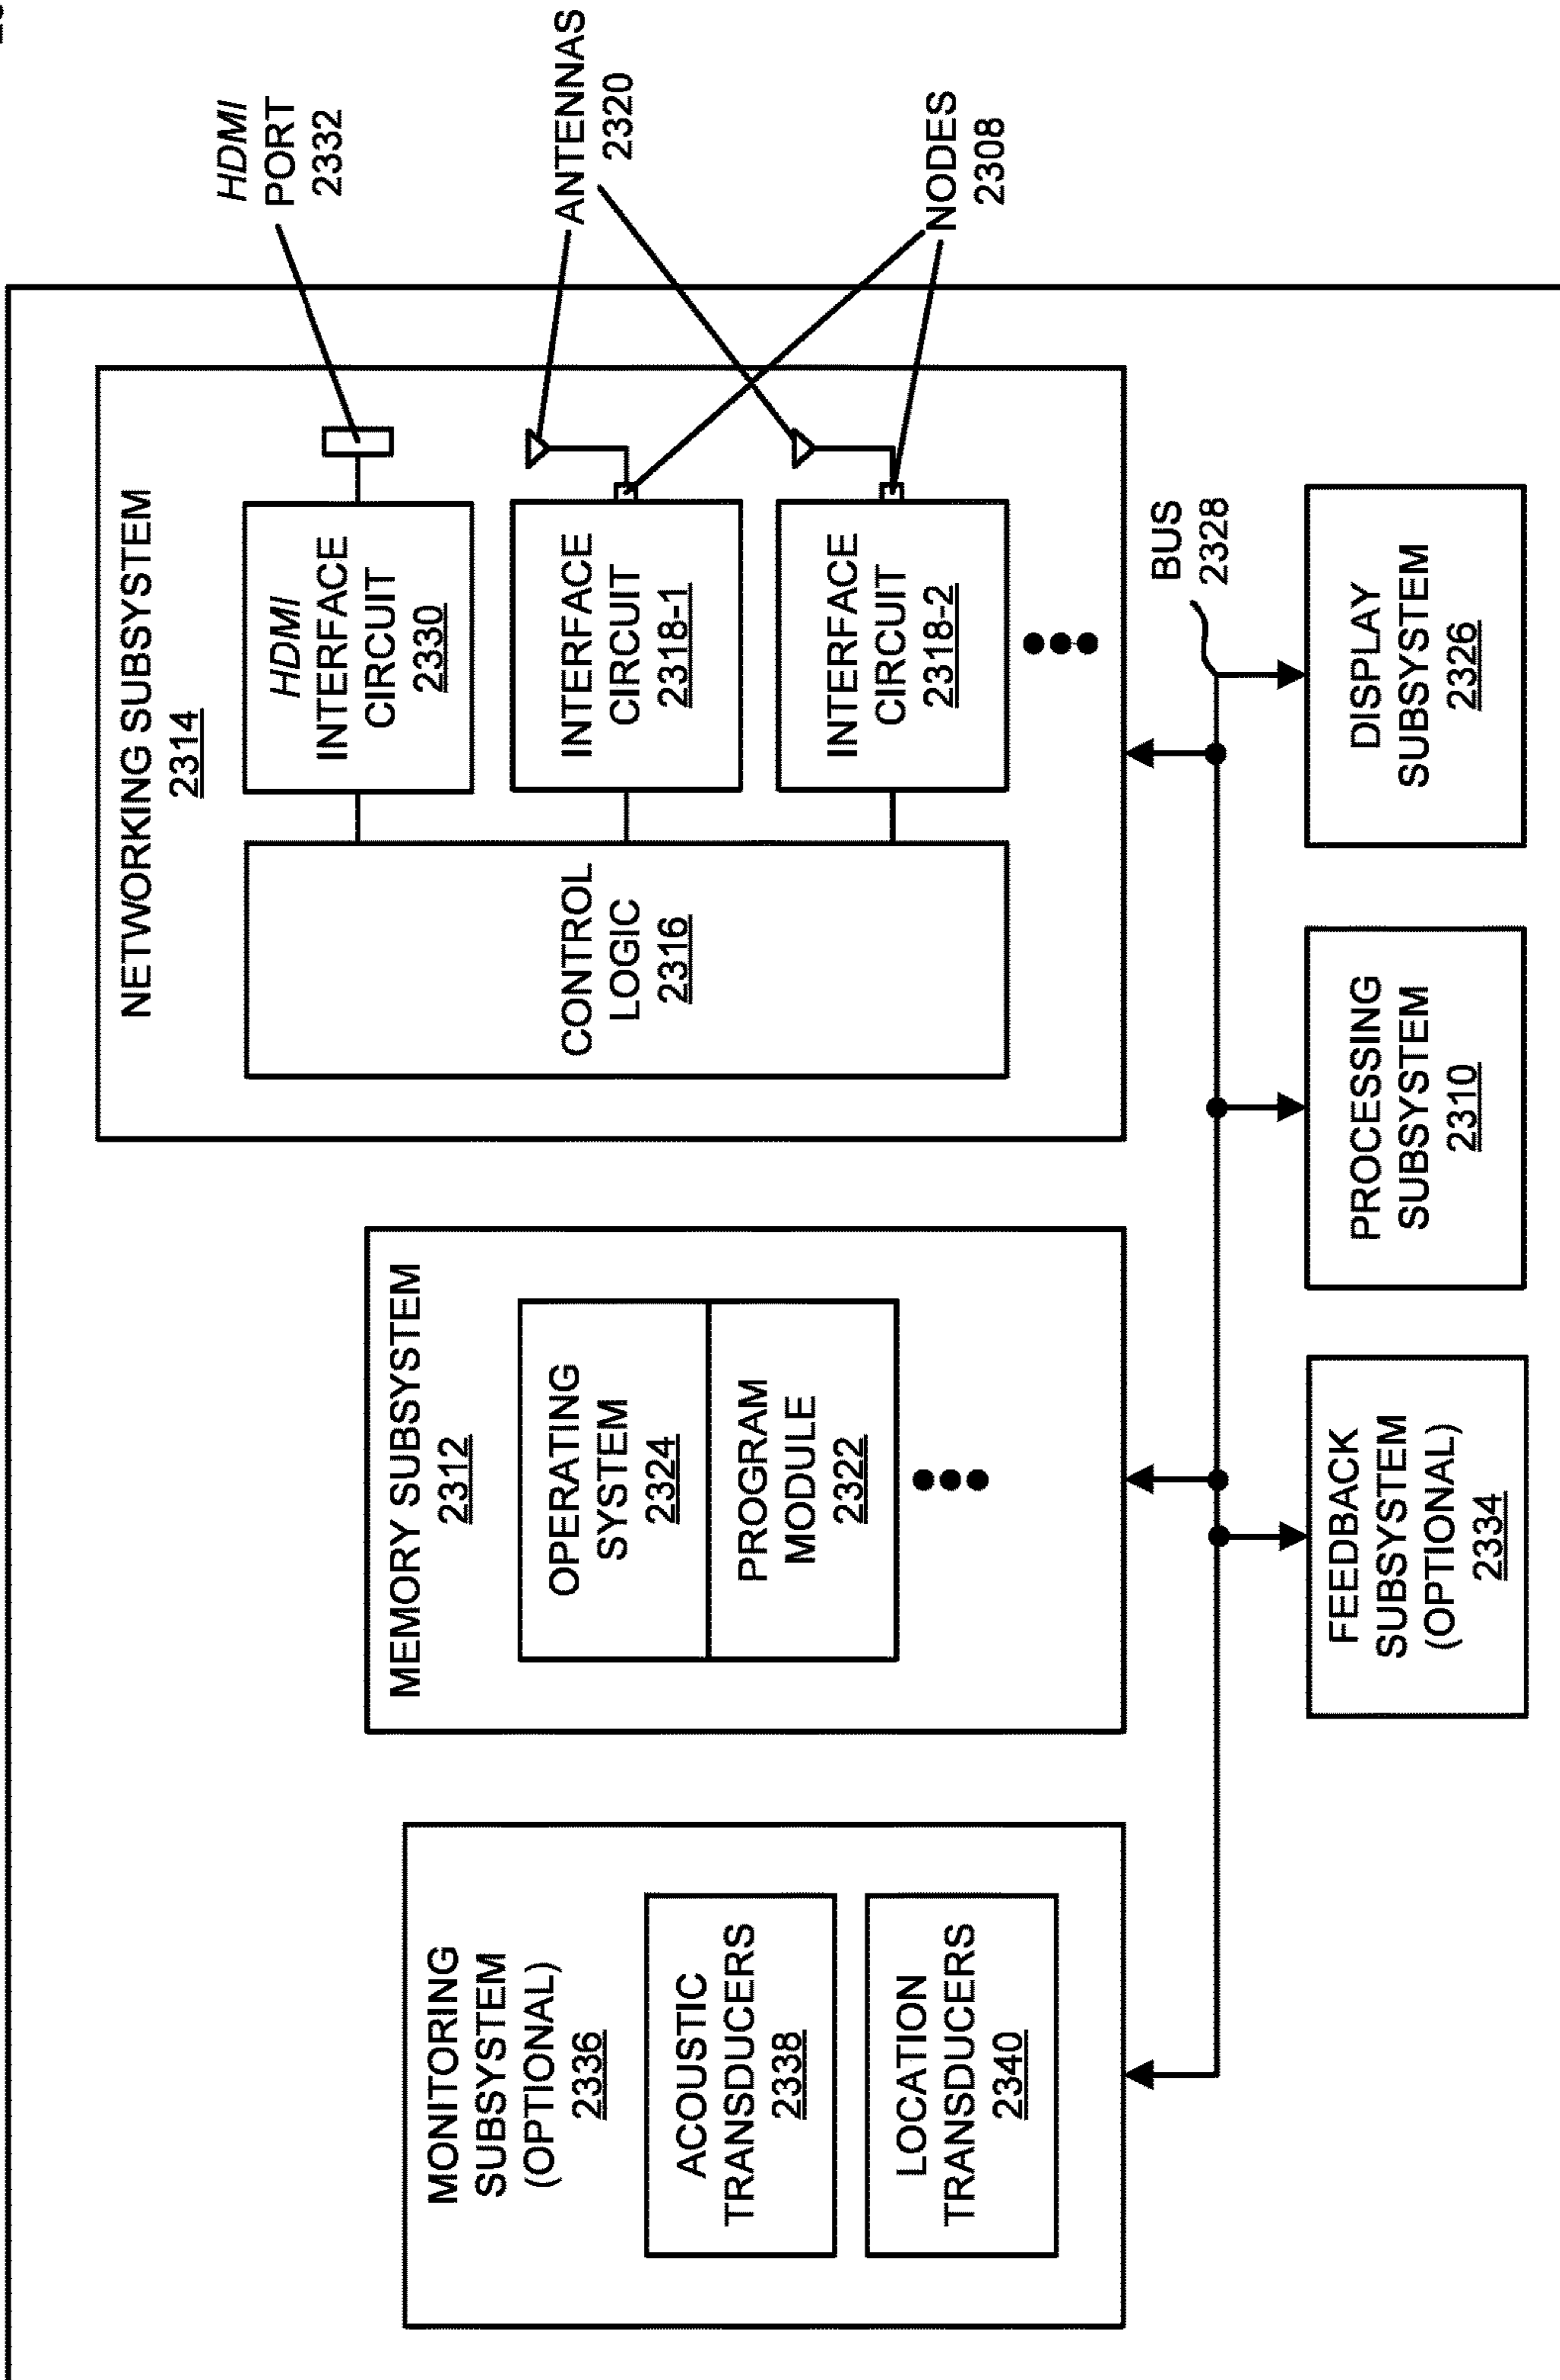 NETWORKING SUBSYSTEM
2314
HDMI
PORT
2332
HDMI
INTERFACE
CIRCUIT
2330
ANTENNAS
2320
CONTROL
LOGIC
2316
INTERFACE
CIRCUIT
2318-1
NODES
2308
INTERFACE
CIRCUIT
2318-2
MEMORY SUBSYSTEM
2312
OPERATING
SYSTEM
2324
PROGRAM
MODULE
2322
MONITORING
SUBSYSTEM
(OPTIONAL)
2336
ACOUSTIC
TRANSDUCERS
2338
LOCATION
TRANSDUCERS
2340
BUS
2328
FEEDBACK
SUBSYSTEM
(OPTIONAL)
2334
PROCESSING
SUBSYSTEM
2310
DISPLAY
SUBSYSTEM
2326